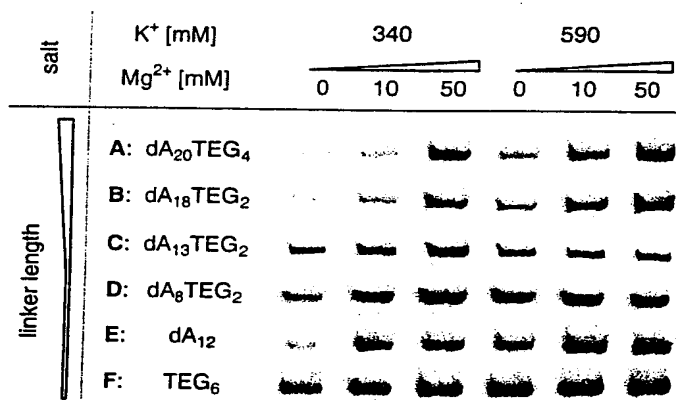 salt
K⁺ [mM] 340 590
Mg²⁺ [mM] 0 10 50 0 10 50
linker length
A: dA₂₀TEG₄
B: dA₁₈TEG₂
C: dA₁₃TEG₂
D: dA₈TEG₂
E: dA₁₂
F: TEG₆